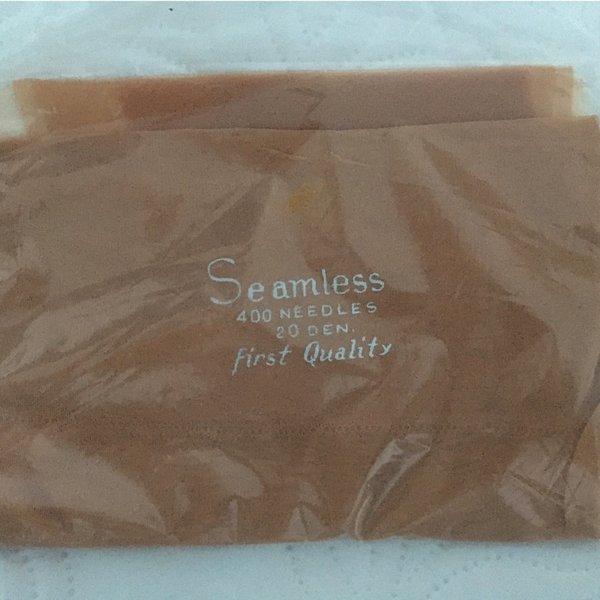 Seamless
400 NEEDLES
20 DEN.
first Quality